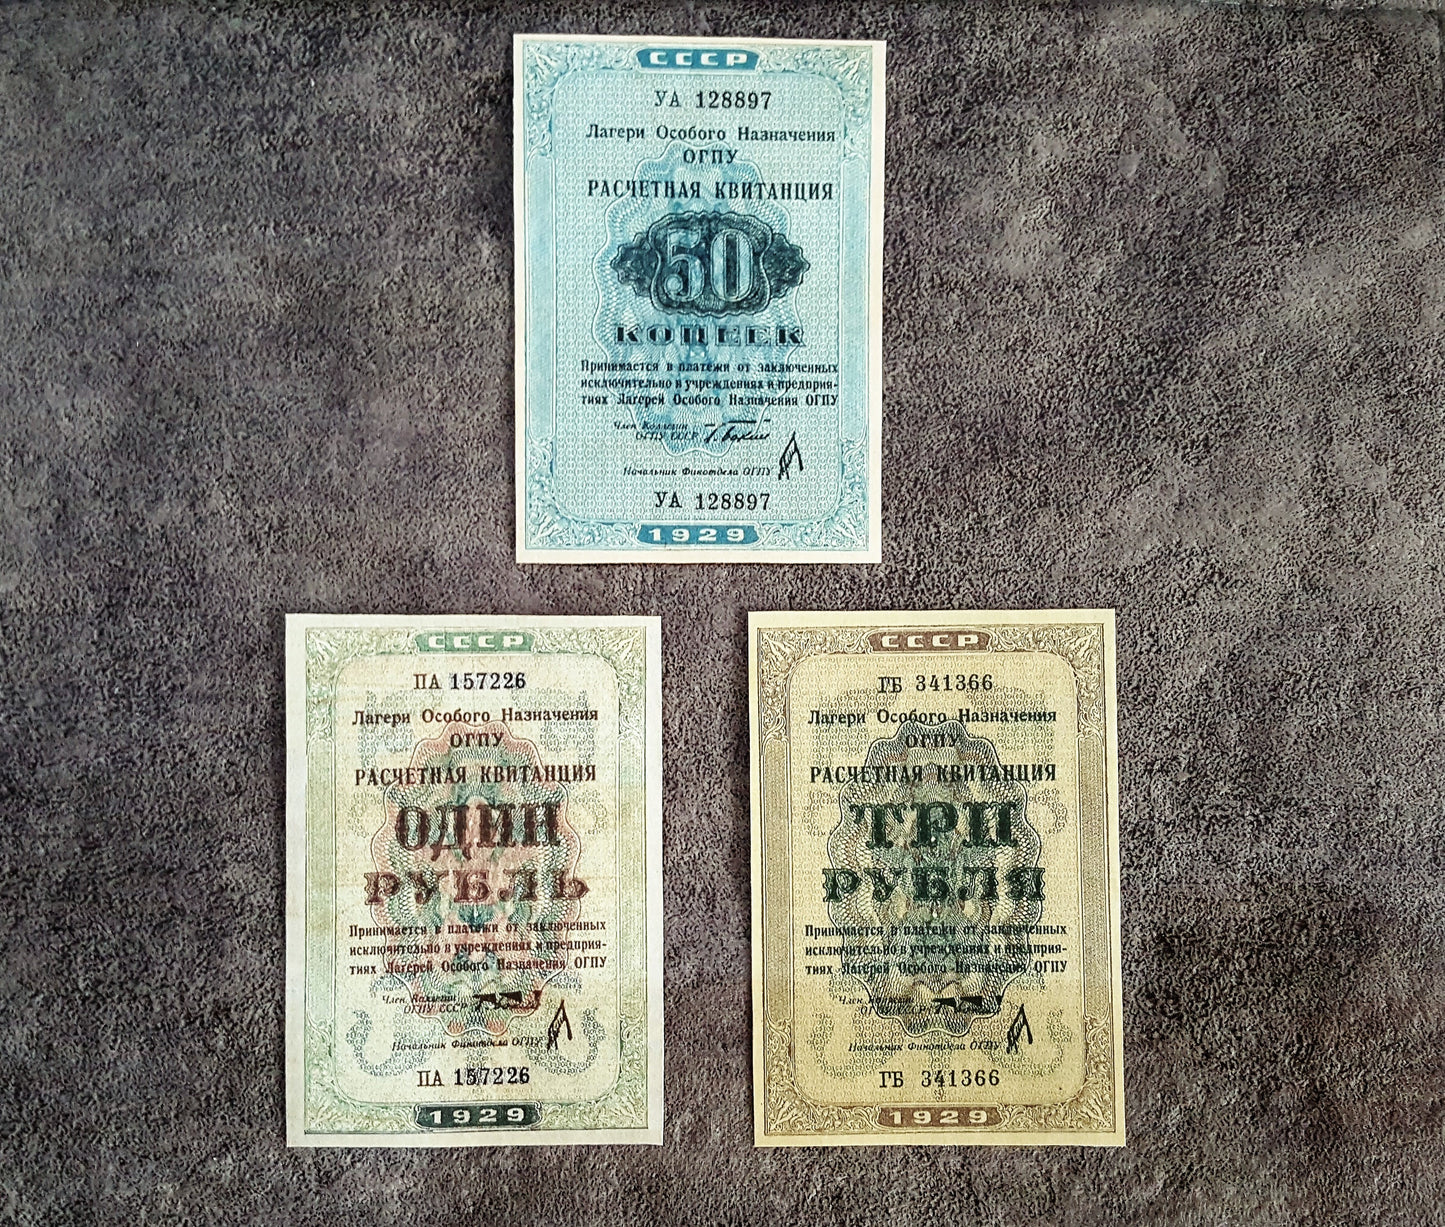 СССР
УА 128897
Лагери Особого Назначения
ОГПУ
РАСЧЕТНАЯ КВИТАНЦИЯ
50
КОПЕЕК
Принимается в платежи от заключенных
исключительно в учреждениях и предприя-
тиях Лагерей Особого Назначения ОГПУ
Член Коллегии
ОГПУ СССР
Начальник Финотдела ОГПУ
УА 128897
1929
СССР
ПА 157226
Лагери Особого Назначения
ОГПУ
РАСЧЕТНАЯ КВИТАНЦИЯ
ОДИН
РУБЛЬ
Принимается в платежи от заключенных
исключительно в учреждениях и предприя-
тиях Лагерей Особого Назначения ОГПУ
Член Коллегии
ОГПУ СССР
Начальник Финотдела ОГПУ
ПА 157226
1929
СССР
ГБ 341366
Лагери Особого Назначения
ОГПУ
РАСЧЕТНАЯ КВИТАНЦИЯ
ТРИ
РУБЛЯ
Принимается в платежи от заключенных
исключительно в учреждениях и предприя-
тиях Лагерей Особого Назначения ОГПУ
Член Коллегии
ОГПУ СССР
Начальник Финотдела ОГПУ
ГБ 341366
1929